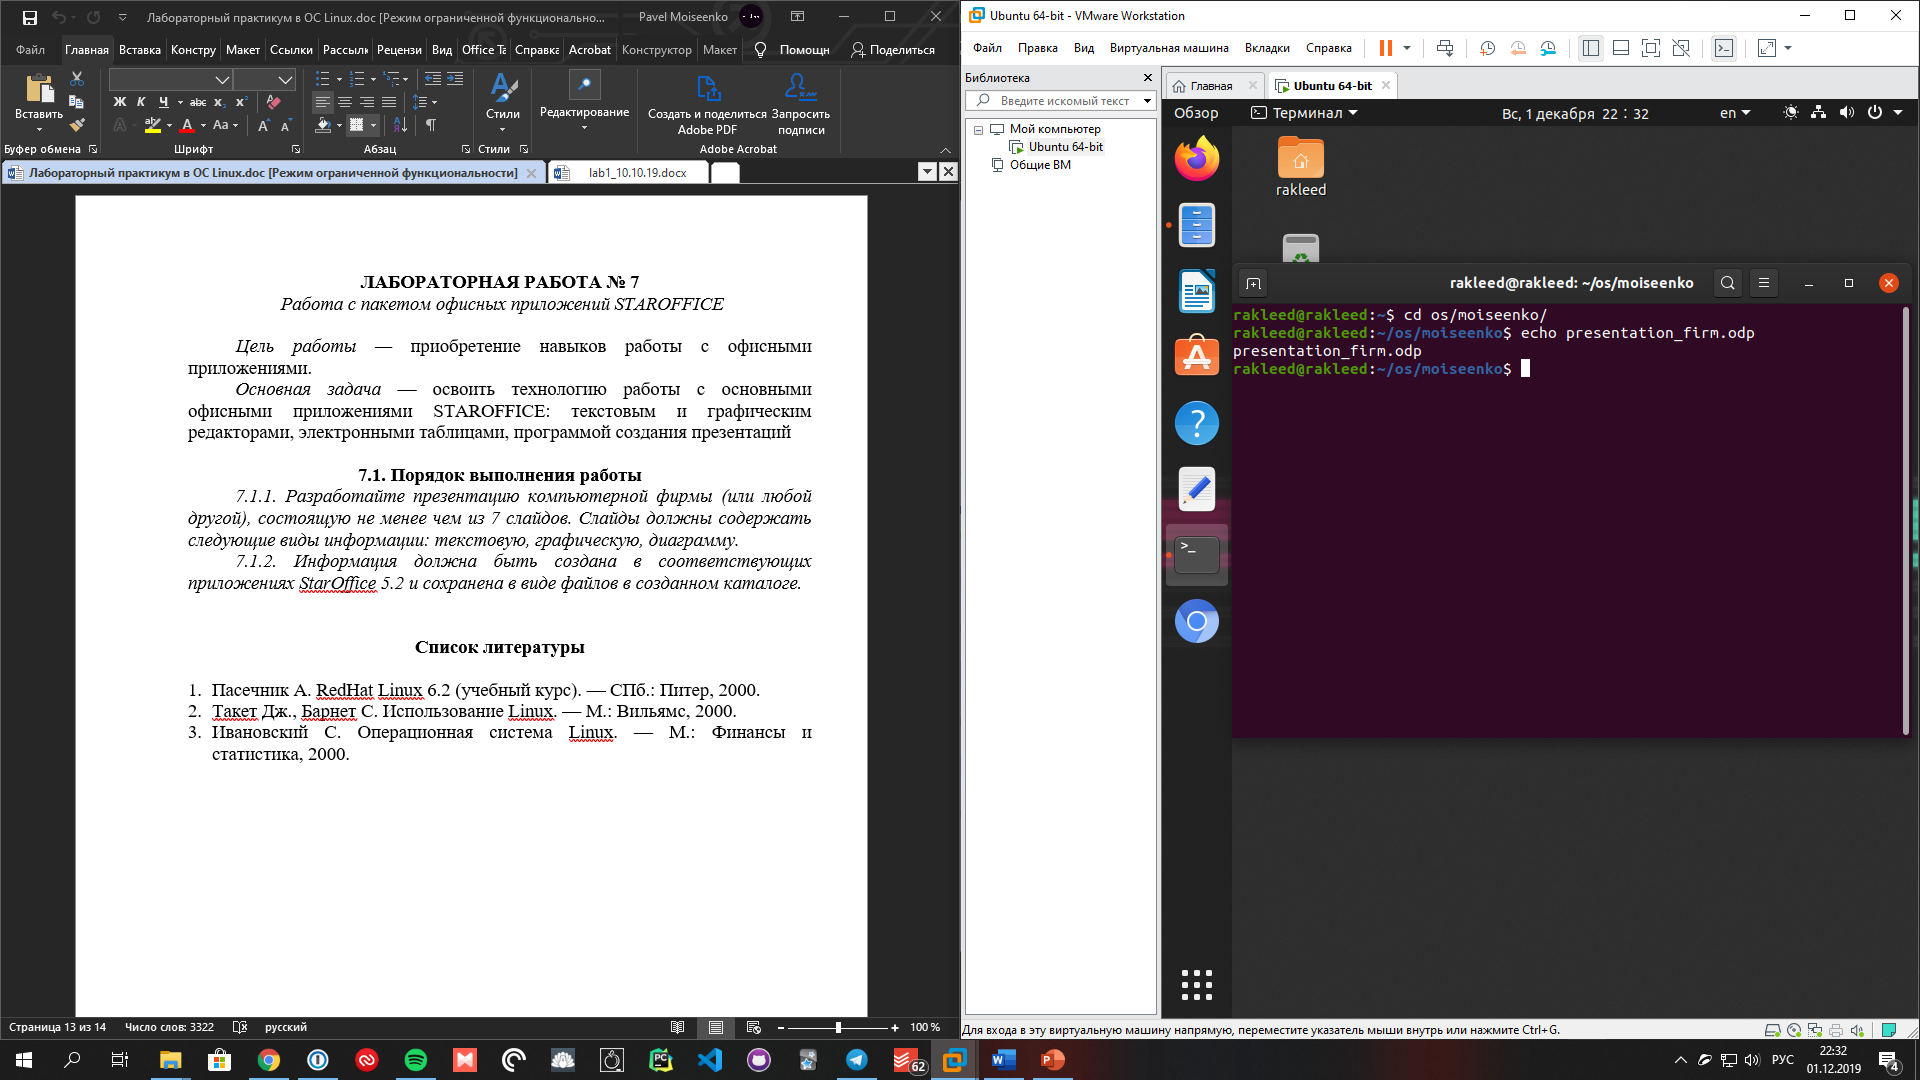 Лабораторный практикум в ОС Linux.doc [Режим ограниченной функционально...
Pavel Moiseenko
Файл Главная Вставка Констру Макет Ссылки Рассылк Рецензи Вид Office Ta Справка Acrobat Конструктор Макет Помощн Поделиться
Вставить
Ж К Ч abc x₂ x²
Aa
Стили
Редактирование
Создать и поделиться Adobe PDF
Запросить подписи
Буфер обмена Шрифт Абзац Стили Adobe Acrobat
Лабораторный практикум в ОС Linux.doc [Режим ограниченной функциональности]
lab1_10.10.19.docx
ЛАБОРАТОРНАЯ РАБОТА № 7
Работа с пакетом офисных приложений STAROFFICE
Цель работы — приобретение навыков работы с офисными
приложениями.
Основная задача — освоить технологию работы с основными
офисными приложениями STAROFFICE: текстовым и графическим
редакторами, электронными таблицами, программой создания презентаций
7.1. Порядок выполнения работы
7.1.1. Разработайте презентацию компьютерной фирмы (или любой
другой), состоящую не менее чем из 7 слайдов. Слайды должны содержать
следующие виды информации: текстовую, графическую, диаграмму.
7.1.2. Информация должна быть создана в соответствующих
приложениях StarOffice 5.2 и сохранена в виде файлов в созданном каталоге.
Список литературы
1. Пасечник А. RedHat Linux 6.2 (учебный курс). — СПб.: Питер, 2000.
2. Такет Дж., Барнет С. Использование Linux. — М.: Вильямс, 2000.
3. Ивановский С. Операционная система Linux. — М.: Финансы и
статистика, 2000.
Страница 13 из 14 Число слов: 3322 русский 100 %
Ubuntu 64-bit - VMware Workstation
Файл Правка Вид Виртуальная машина Вкладки Справка
Библиотека
Введите искомый текст
Мой компьютер
Ubuntu 64-bit
Общие ВМ
Главная
Ubuntu 64-bit
Обзор Терминал Вс, 1 декабря 22 : 32 en
rakleed
rakleed@rakleed: ~/os/moiseenko
rakleed@rakleed:~$ cd os/moiseenko/
rakleed@rakleed:~/os/moiseenko$ echo presentation_firm.odp
presentation_firm.odp
rakleed@rakleed:~/os/moiseenko$
Для входа в эту виртуальную машину напрямую, переместите указатель мыши внутрь или нажмите Ctrl+G.
62
РУС
22:32
01.12.2019
4